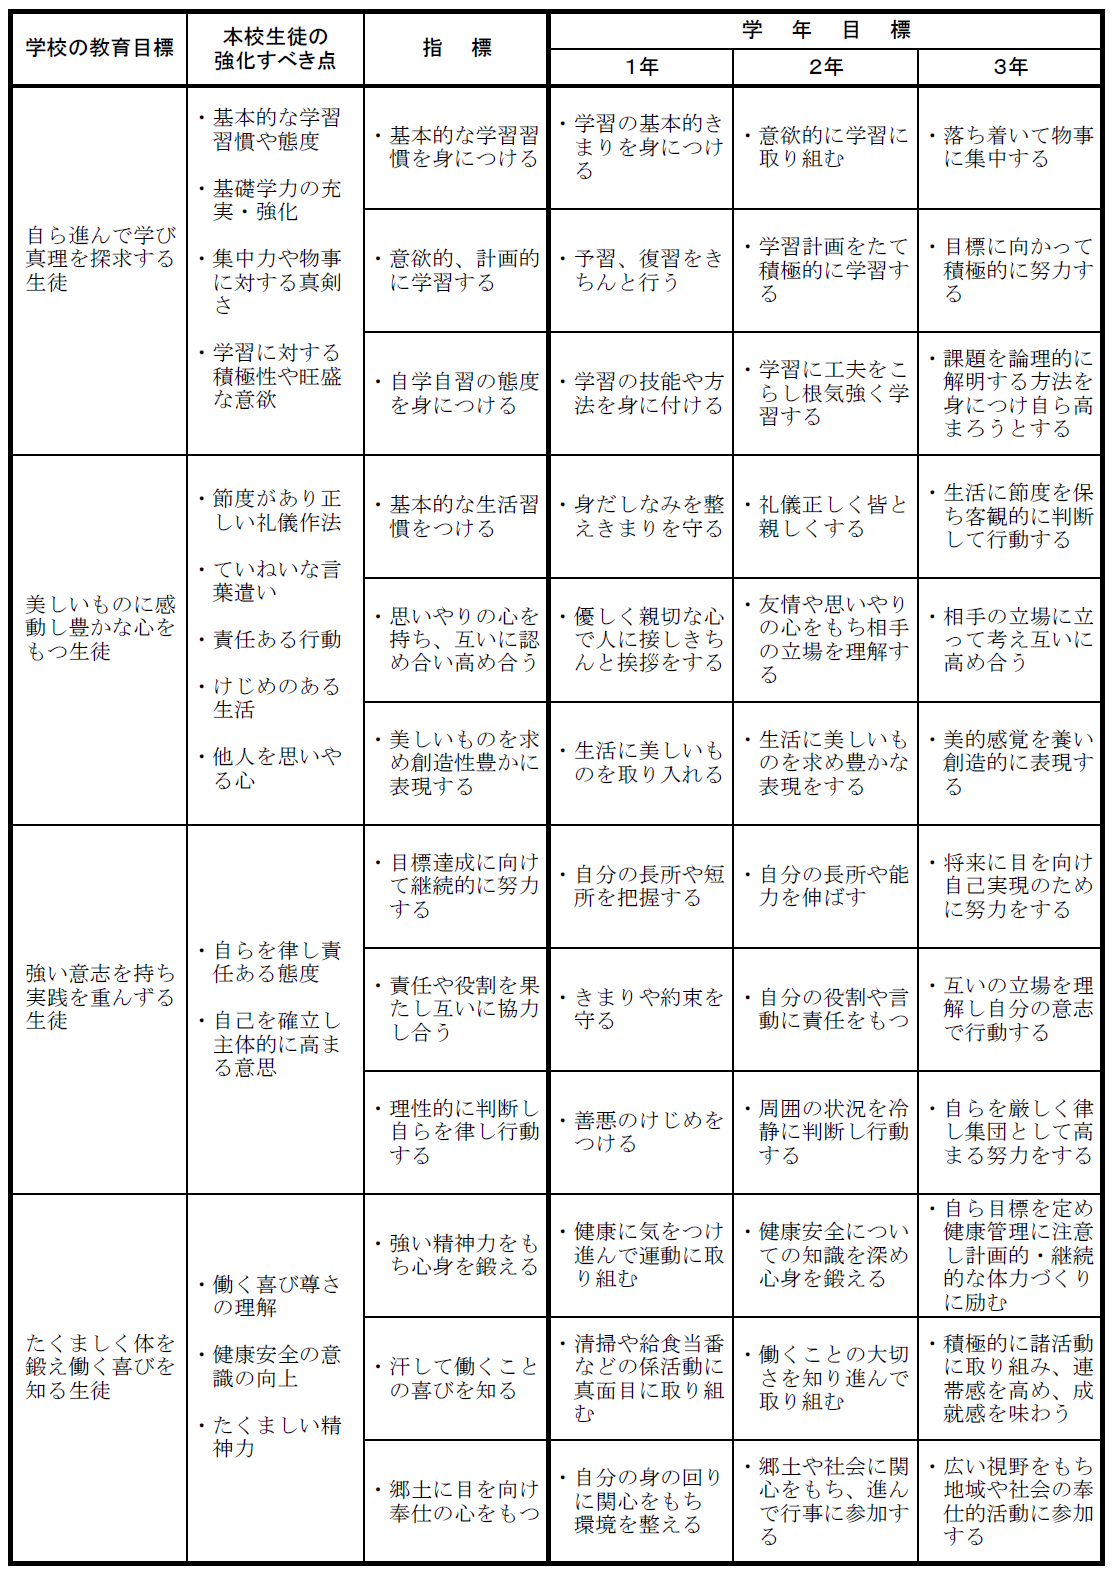 学校の教育目標
本校生徒の
強化すべき点
指　標
学　年　目　標
１年
２年
３年
自ら進んで学び
真理を探求する
生徒
・基本的な学習
習慣や態度
・基礎学力の充
実・強化
・集中力や物事
に対する真剣
さ
・学習に対する
積極性や旺盛
な意欲
・基本的な学習習
慣を身につける
・学習の基本的き
まりを身につけ
る
・意欲的に学習に
取り組む
・落ち着いて物事
に集中する
・意欲的、計画的
に学習する
・予習、復習をき
ちんと行う
・学習計画をたて
積極的に学習す
る
・目標に向かって
積極的に努力す
る
・自学自習の態度
を身につける
・学習の技能や方
法を身に付ける
・学習に工夫をこ
らし根気強く学
習する
・課題を論理的に
解明する方法を
身につけ自ら高
まろうとする
美しいものに感
動し豊かな心を
もつ生徒
・節度があり正
しい礼儀作法
・ていねいな言
葉遣い
・責任ある行動
・けじめのある
生活
・他人を思いや
る心
・基本的な生活習
慣をつける
・身だしなみを整
えきまりを守る
・礼儀正しく皆と
親しくする
・生活に節度を保
ち客観的に判断
して行動する
・思いやりの心を
持ち、互いに認
め合い高め合う
・優しく親切な心
で人に接しきち
んと挨拶をする
・友情や思いやり
の心をもち相手
の立場を理解す
る
・相手の立場に立
って考え互いに
高め合う
・美しいものを求
め創造性豊かに
表現する
・生活に美しいも
のを取り入れる
・生活に美しいも
のを求め豊かな
表現をする
・美的感覚を養い
創造的に表現す
る
強い意志を持ち
実践を重んずる
生徒
・自らを律し責
任ある態度
・自己を確立し
主体的に高ま
る意思
・目標達成に向け
て継続的に努力
する
・自分の長所や短
所を把握する
・自分の長所や能
力を伸ばす
・将来に目を向け
自己実現のため
に努力をする
・責任や役割を果
たし互いに協力
し合う
・きまりや約束を
守る
・自分の役割や言
動に責任をもつ
・互いの立場を理
解し自分の意志
で行動する
・理性的に判断し
自らを律し行動
する
・善悪のけじめを
つける
・周囲の状況を冷
静に判断し行動
する
・自らを厳しく律
し集団として高
まる努力をする
たくましく体を
鍛え働く喜びを
知る生徒
・働く喜び尊さ
の理解
・健康安全の意
識の向上
・たくましい精
神力
・強い精神力をも
ち心身を鍛える
・健康に気をつけ
進んで運動に取
り組む
・健康安全につい
ての知識を深め
心身を鍛える
・自ら目標を定め
健康管理に注意
し計画的・継続
的な体力づくり
に励む
・汗して働くこと
の喜びを知る
・清掃や給食当番
などの係活動に
真面目に取り組
む
・働くことの大切
さを知り進んで
取り組む
・積極的に諸活動
に取り組み、連
帯感を高め、成
就感を味わう
・郷土に目を向け
奉仕の心をもつ
・自分の身の回り
に関心をもち
環境を整える
・郷土や社会に関
心をもち、進ん
で行事に参加す
る
・広い視野をもち
地域や社会の奉
仕的活動に参加
する